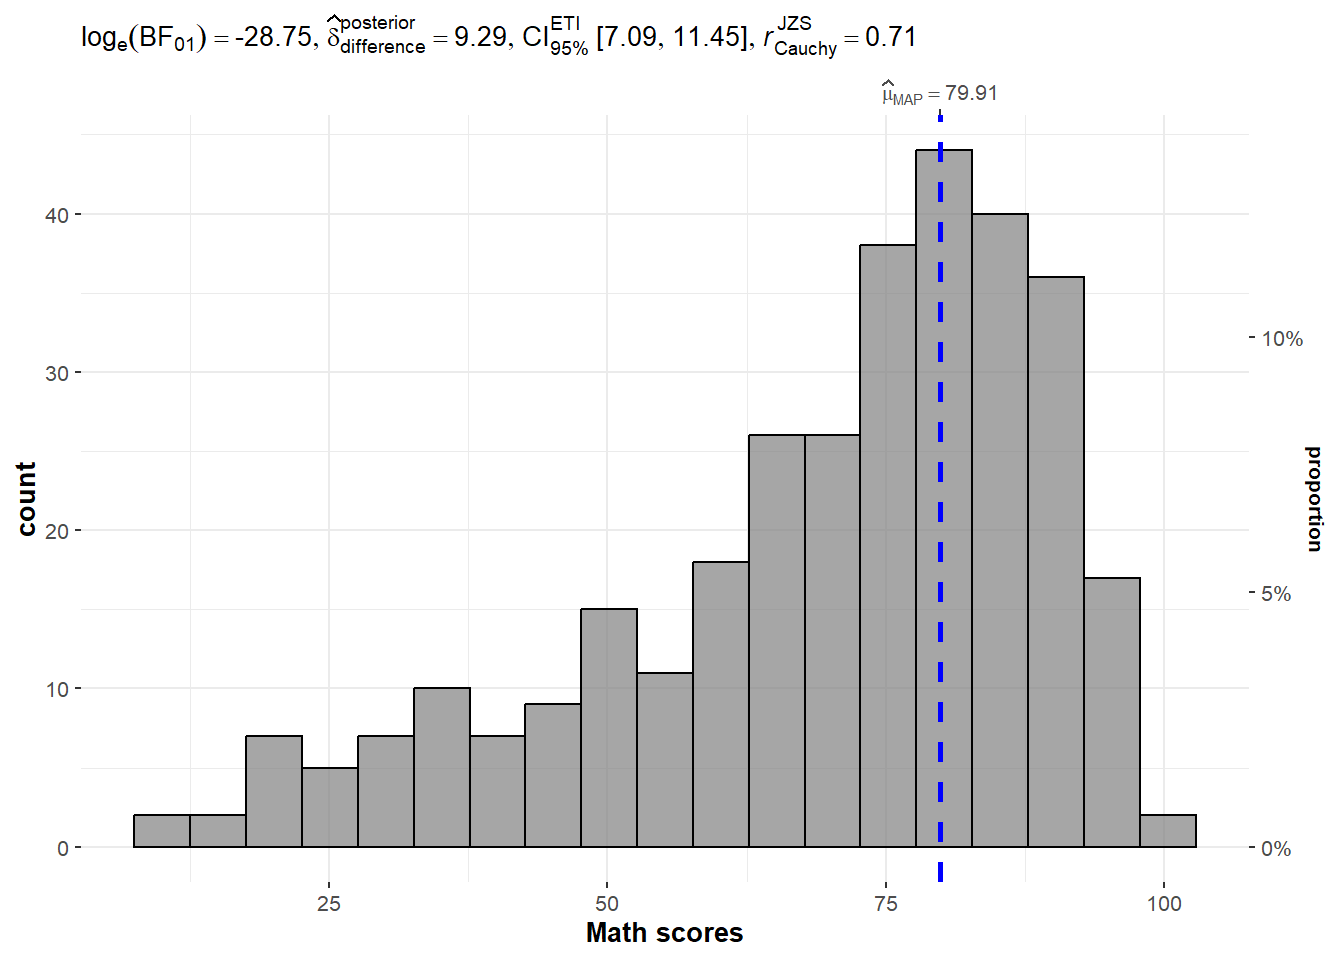 logₑ(BF₀₁) = -28.75, δ̂ posterior difference = 9.29, CI ETI 95% [7.09, 11.45], r JZS Cauchy = 0.71
μ̂ MAP = 79.91
40
30
20
10
0
count
10%
5%
0%
proportion
25 50 75 100
Math scores